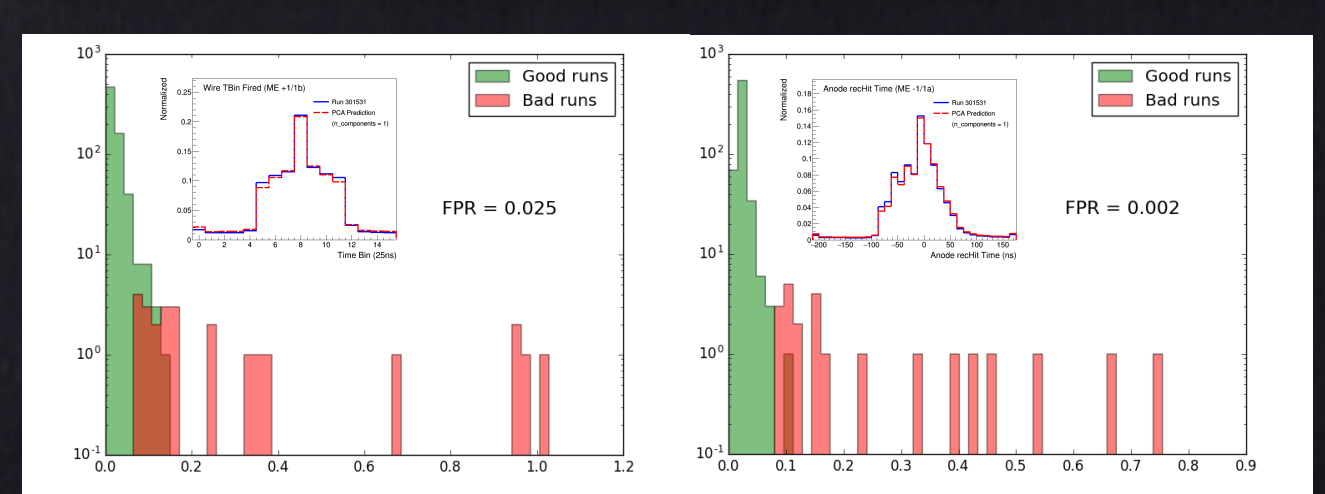 10³
10²
10¹
10⁰
10⁻¹
0.0 0.2 0.4 0.6 0.8 1.0 1.2
Good runs
Bad runs
FPR = 0.025
Normalized
0.25
0.2
0.15
0.1
0.05
0
Wire TBin Fired (ME +1/1b)
Run 301531
PCA Prediction
(n_components = 1)
0 2 4 6 8 10 12 14
Time Bin (25ns)
10³
10²
10¹
10⁰
10⁻¹
0.0 0.1 0.2 0.3 0.4 0.5 0.6 0.7 0.8 0.9
Good runs
Bad runs
FPR = 0.002
Normalized
0.18
0.16
0.14
0.12
0.1
0.08
0.06
0.04
0.02
0
Anode recHit Time (ME -1/1a)
Run 301531
PCA Prediction
(n_components = 1)
−200 −150 −100 −50 0 50 100 150
Anode recHit Time (ns)